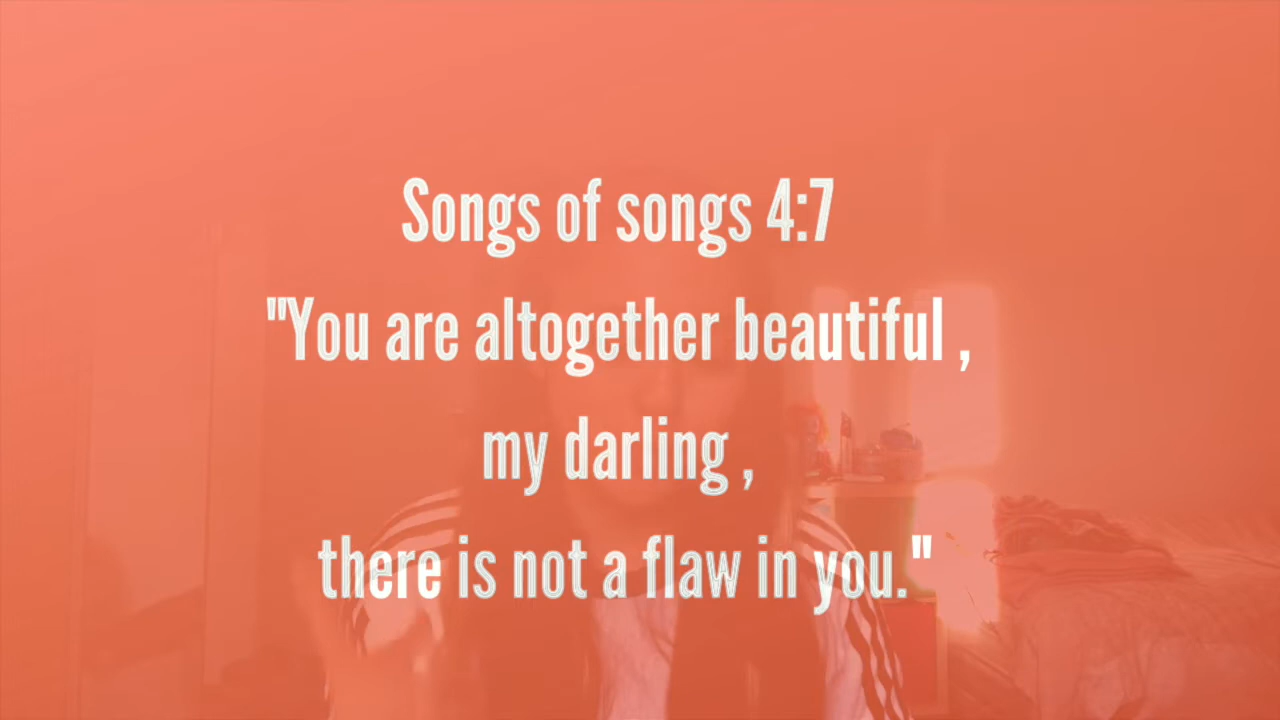 Songs of songs 4:7
"You are altogether beautiful ,
my darling ,
there is not a flaw in you."